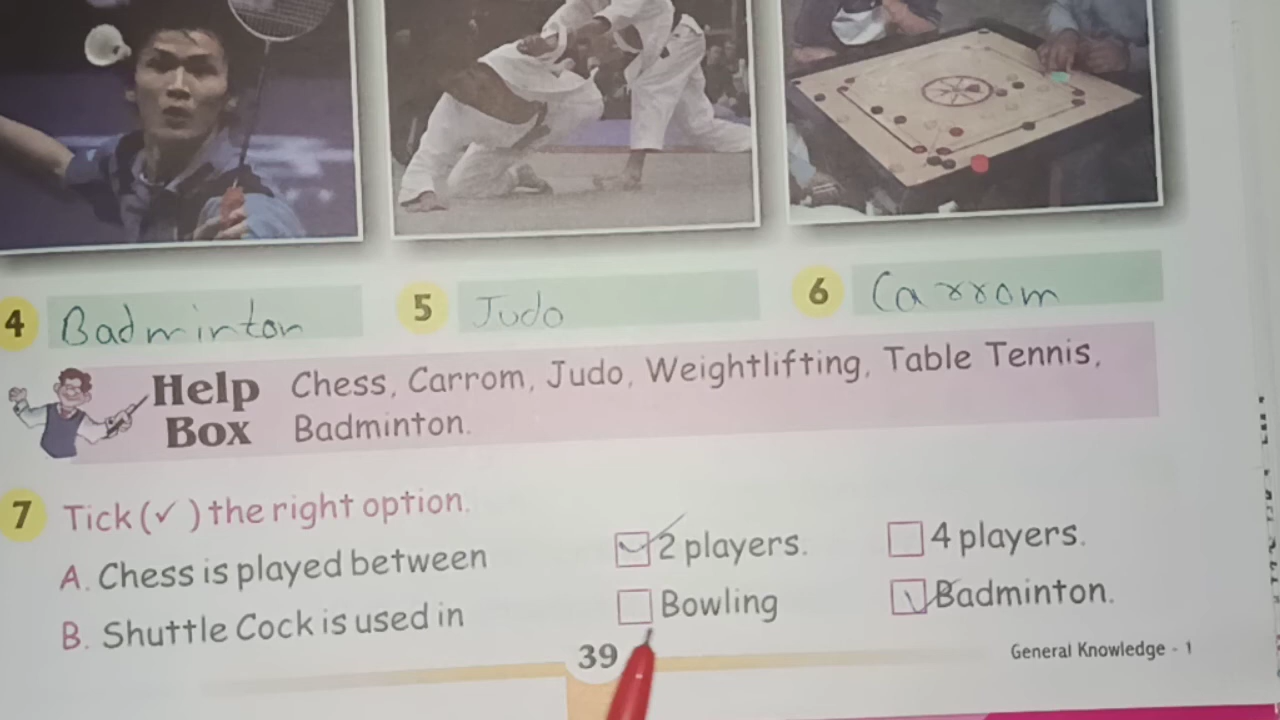 4 Badminton 5 Judo 6 Carrom
Help Box Chess, Carrom, Judo, Weightlifting, Table Tennis,
Badminton.
7 Tick (✓) the right option.
A. Chess is played between 2 players. 4 players.
B. Shuttle Cock is used in Bowling Badminton.
39 General Knowledge - 1